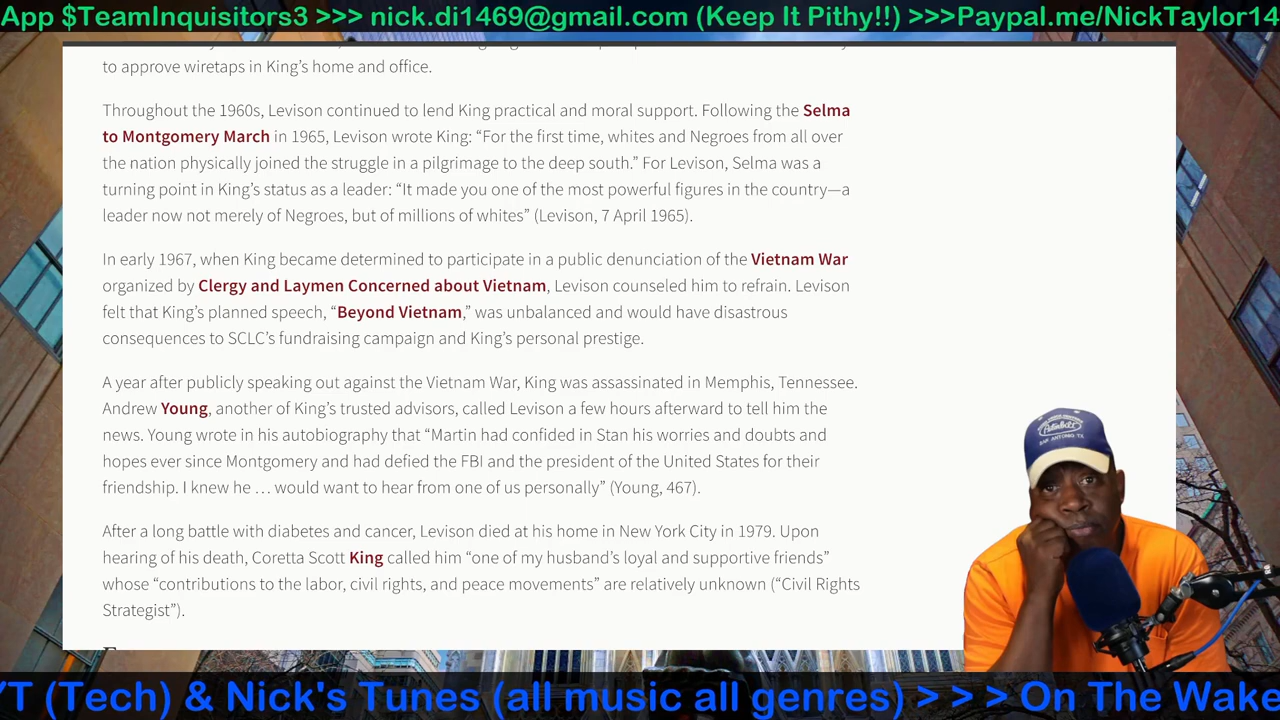 App $TeamInquisitors3 >>> nick.di1469@gmail.com (Keep It Pithy!!) >>>Paypal.me/NickTaylor14
to approve wiretaps in King's home and office.
Throughout the 1960s, Levison continued to lend King practical and moral support. Following the Selma
to Montgomery March in 1965, Levison wrote King: “For the first time, whites and Negroes from all over
the nation physically joined the struggle in a pilgrimage to the deep south.” For Levison, Selma was a
turning point in King’s status as a leader: “It made you one of the most powerful figures in the country—a
leader now not merely of Negroes, but of millions of whites” (Levison, 7 April 1965).
In early 1967, when King became determined to participate in a public denunciation of the Vietnam War
organized by Clergy and Laymen Concerned about Vietnam, Levison counseled him to refrain. Levison
felt that King’s planned speech, “Beyond Vietnam,” was unbalanced and would have disastrous
consequences to SCLC’s fundraising campaign and King’s personal prestige.
A year after publicly speaking out against the Vietnam War, King was assassinated in Memphis, Tennessee.
Andrew Young, another of King’s trusted advisors, called Levison a few hours afterward to tell him the
news. Young wrote in his autobiography that “Martin had confided in Stan his worries and doubts and
hopes ever since Montgomery and had defied the FBI and the president of the United States for their
friendship. I knew he … would want to hear from one of us personally” (Young, 467).
After a long battle with diabetes and cancer, Levison died at his home in New York City in 1979. Upon
hearing of his death, Coretta Scott King called him “one of my husband’s loyal and supportive friends”
whose “contributions to the labor, civil rights, and peace movements” are relatively unknown (“Civil Rights
Strategist”).
Peterbilt
SAN ANTONIO TX
YT (Tech) & Nick's Tunes (all music all genres) > > > On The Wake